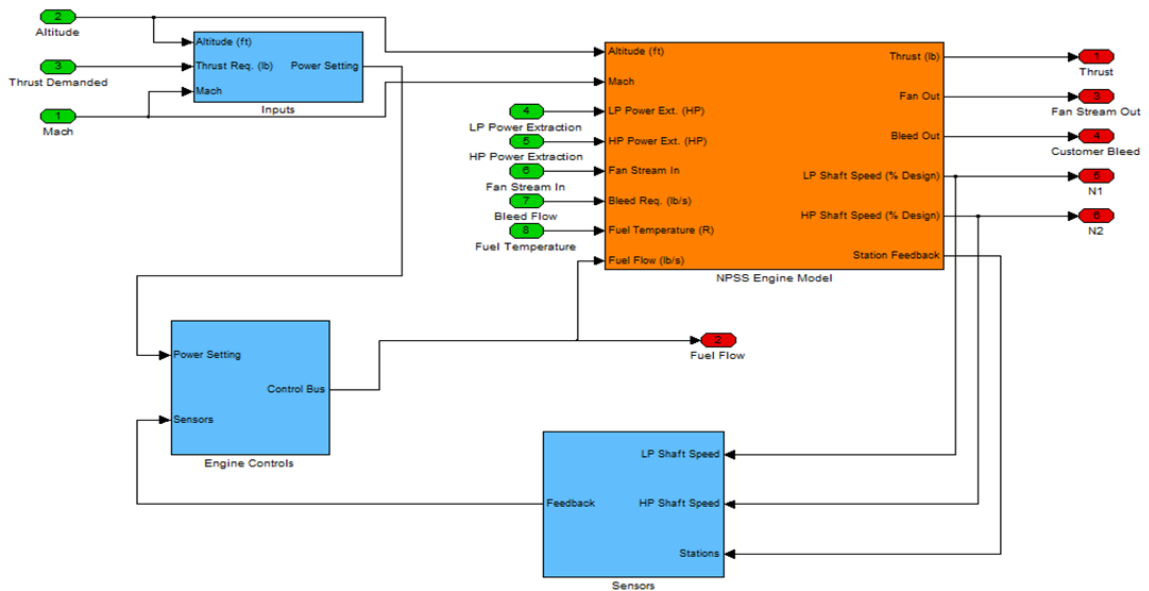 2
Altitude
3
Thrust Demanded
1
Mach
Altitude (ft)
Thrust Req. (lb)
Mach
Power Setting
Inputs
4
LP Power Extraction
5
HP Power Extraction
6
Fan Stream In
7
Bleed Flow
8
Fuel Temperature
Altitude (ft)
Mach
LP Power Ext. (HP)
HP Power Ext. (HP)
Fan Stream In
Bleed Req. (lb/s)
Fuel Temperature (R)
Fuel Flow (lb/s)
Thrust (lb)
Fan Out
Bleed Out
LP Shaft Speed (% Design)
HP Shaft Speed (% Design)
Station Feedback
NPSS Engine Model
1
Thrust
3
Fan Stream Out
4
Customer Bleed
5
N1
6
N2
2
Fuel Flow
Power Setting
Sensors
Control Bus
Engine Controls
LP Shaft Speed
HP Shaft Speed
Stations
Feedback
Sensors